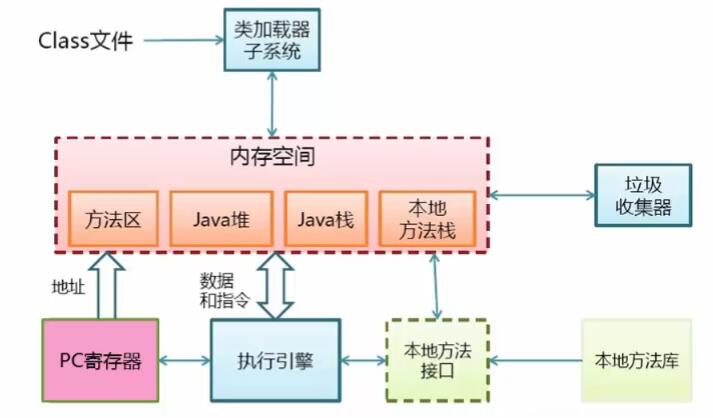 Class文件
类加载器
子系统
内存空间
方法区
Java堆
Java栈
本地
方法栈
垃圾
收集器
地址
数据
和指令
PC寄存器
执行引擎
本地方法
接口
本地方法库